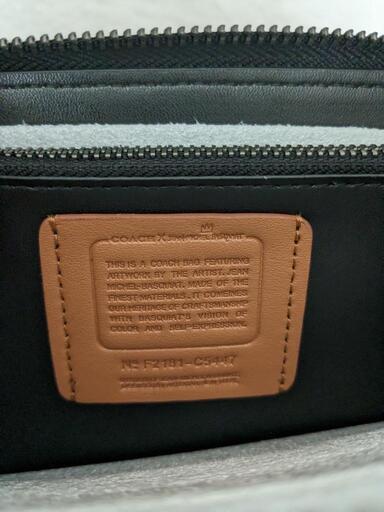 COACH X JEAN-MICHEL BASQUIAT
THIS IS A COACH BAG FEATURING
ARTWORK BY THE ARTIST, JEAN
MICHEL-BASQUIAT. MADE OF THE
FINEST MATERIALS, IT COMBINES
OUR HERITAGE OF CRAFTSMANSHIP
WITH BASQUIAT'S VISION OF
COLOR AND SELF-EXPRESSION.
Nº F2181-C5447